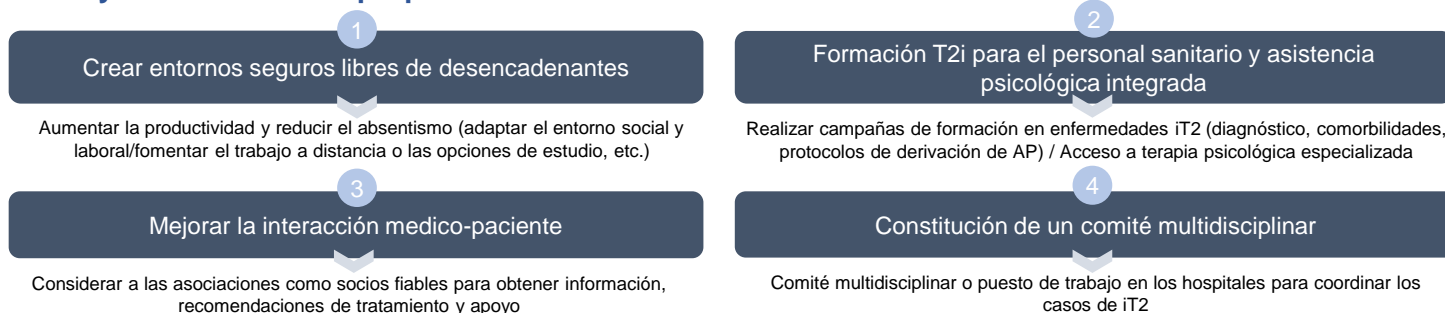 1
Crear entornos seguros libres de desencadenantes
Aumentar la productividad y reducir el absentismo (adaptar el entorno social y
laboral/fomentar el trabajo a distancia o las opciones de estudio, etc.)
2
Formación T2i para el personal sanitario y asistencia
psicológica integrada
Realizar campañas de formación en enfermedades iT2 (diagnóstico, comorbilidades,
protocolos de derivación de AP) / Acceso a terapia psicológica especializada
3
Mejorar la interacción medico-paciente
Considerar a las asociaciones como socios fiables para obtener información,
recomendaciones de tratamiento y apoyo
4
Constitución de un comité multidisciplinar
Comité multidisciplinar o puesto de trabajo en los hospitales para coordinar los
casos de iT2